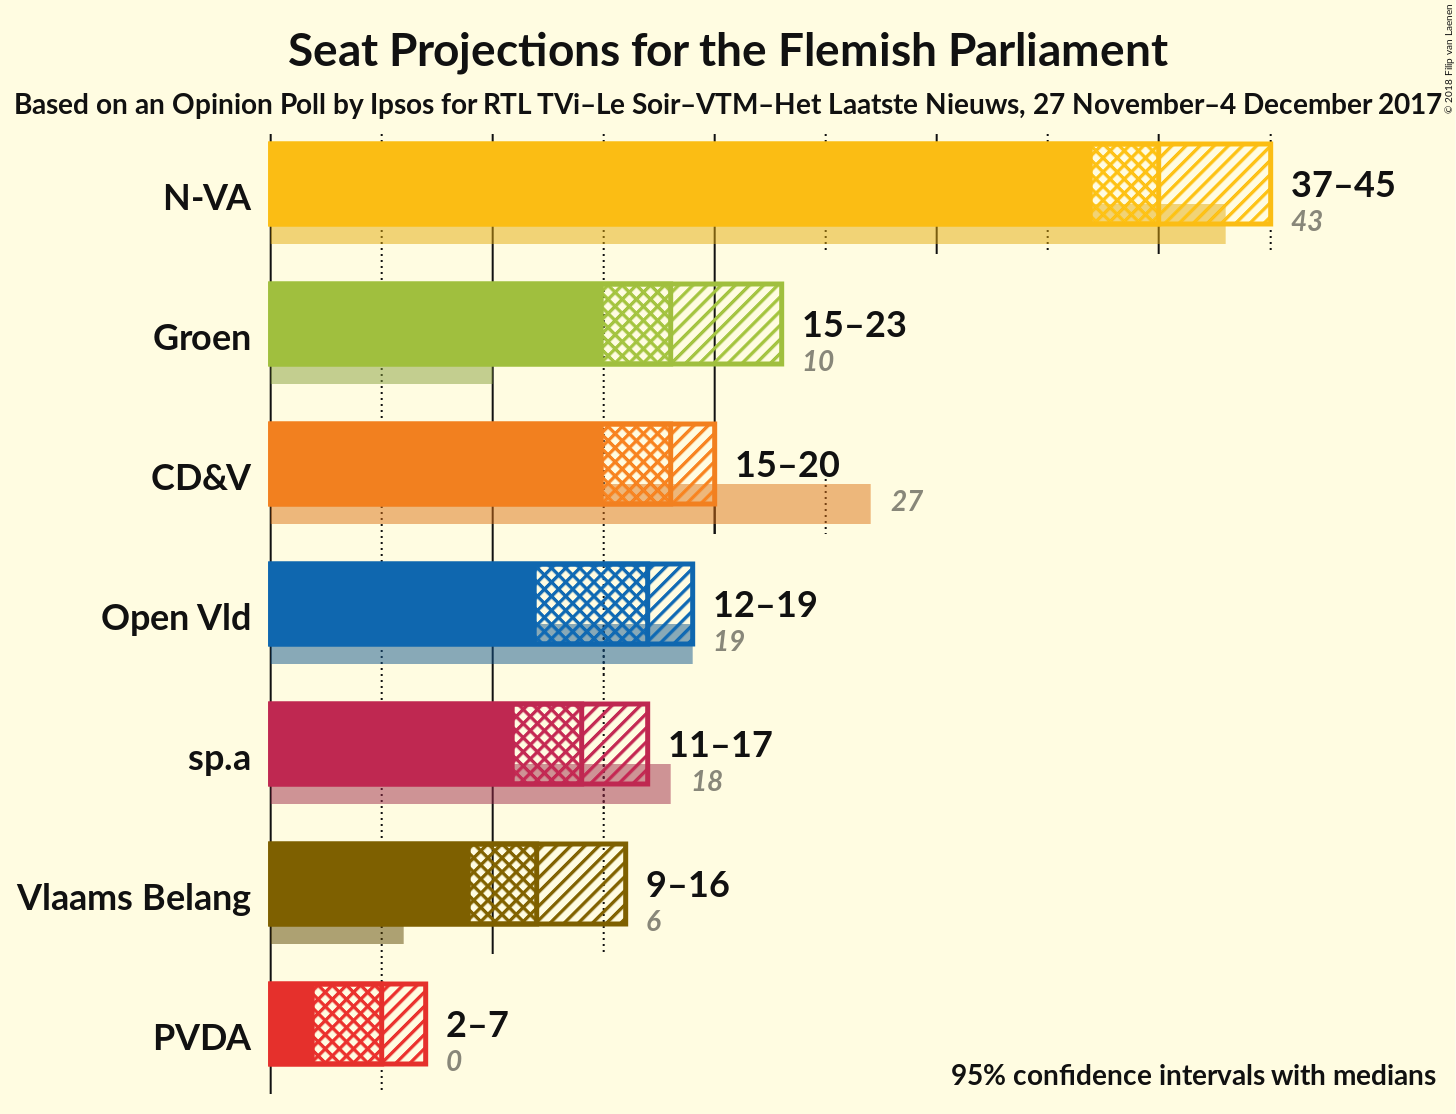 Seat Projections for the Flemish Parliament
Based on an Opinion Poll by Ipsos for RTL TVi–Le Soir–VTM–Het Laatste Nieuws, 27 November–4 December 2017
© 2018 Filip van Laenen
N-VA
37–45
43
Groen
15–23
10
CD&V
15–20
27
Open Vld
12–19
19
sp.a
11–17
18
Vlaams Belang
9–16
6
PVDA
2–7
0
95% confidence intervals with medians